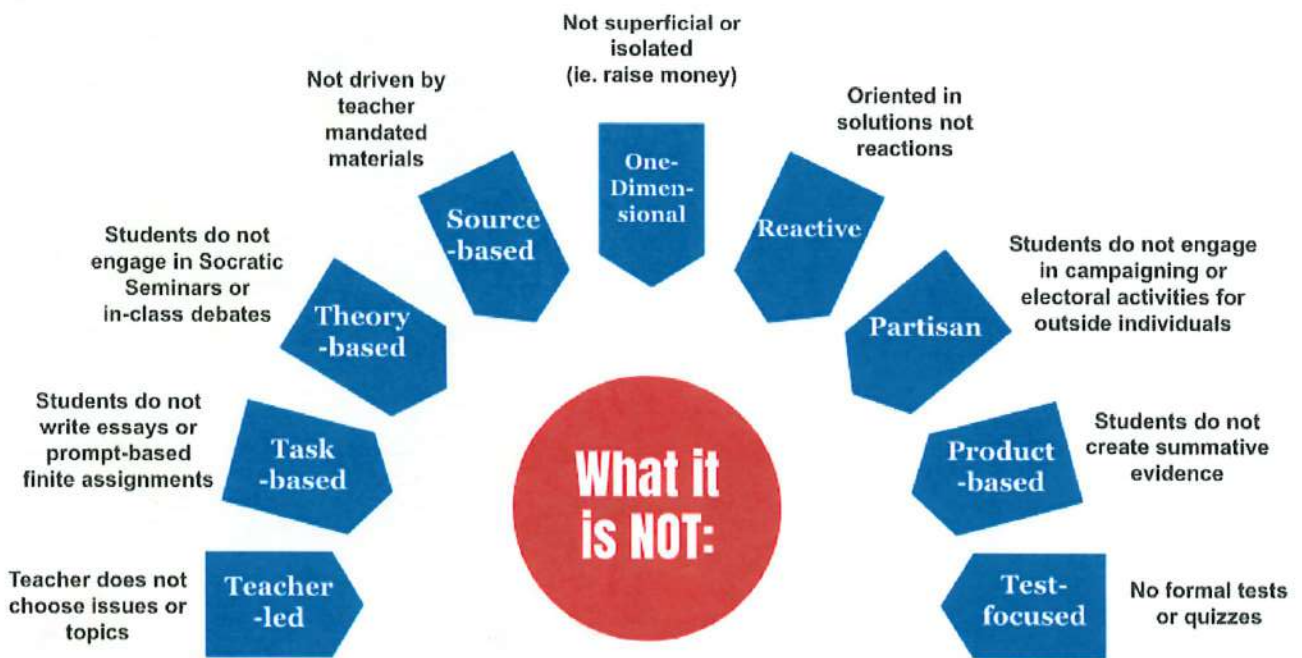 Not superficial or
isolated
(ie. raise money)
One-
Dimen-
sional
Not driven by
teacher
mandated
materials
Source
-based
Oriented in
solutions not
reactions
Reactive
Students do not
engage in Socratic
Seminars or
in-class debates
Theory
-based
Students do not engage
in campaigning or
electoral activities for
outside individuals
Partisan
Students do not
write essays or
prompt-based
finite assignments
Task
-based
Students do not
create summative
evidence
Product
-based
What it
is NOT:
Teacher does not
choose issues or
topics
Teacher
-led
Test-
focused
No formal tests
or quizzes